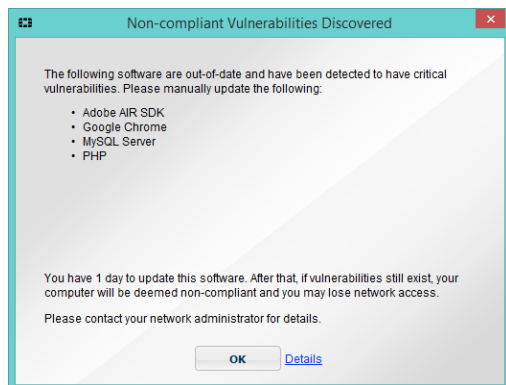 Non-compliant Vulnerabilities Discovered
The following software are out-of-date and have been detected to have critical
vulnerabilities. Please manually update the following:
• Adobe AIR SDK
• Google Chrome
• MySQL Server
• PHP
You have 1 day to update this software. After that, if vulnerabilities still exist, your
computer will be deemed non-compliant and you may lose network access.
Please contact your network administrator for details.
OK Details